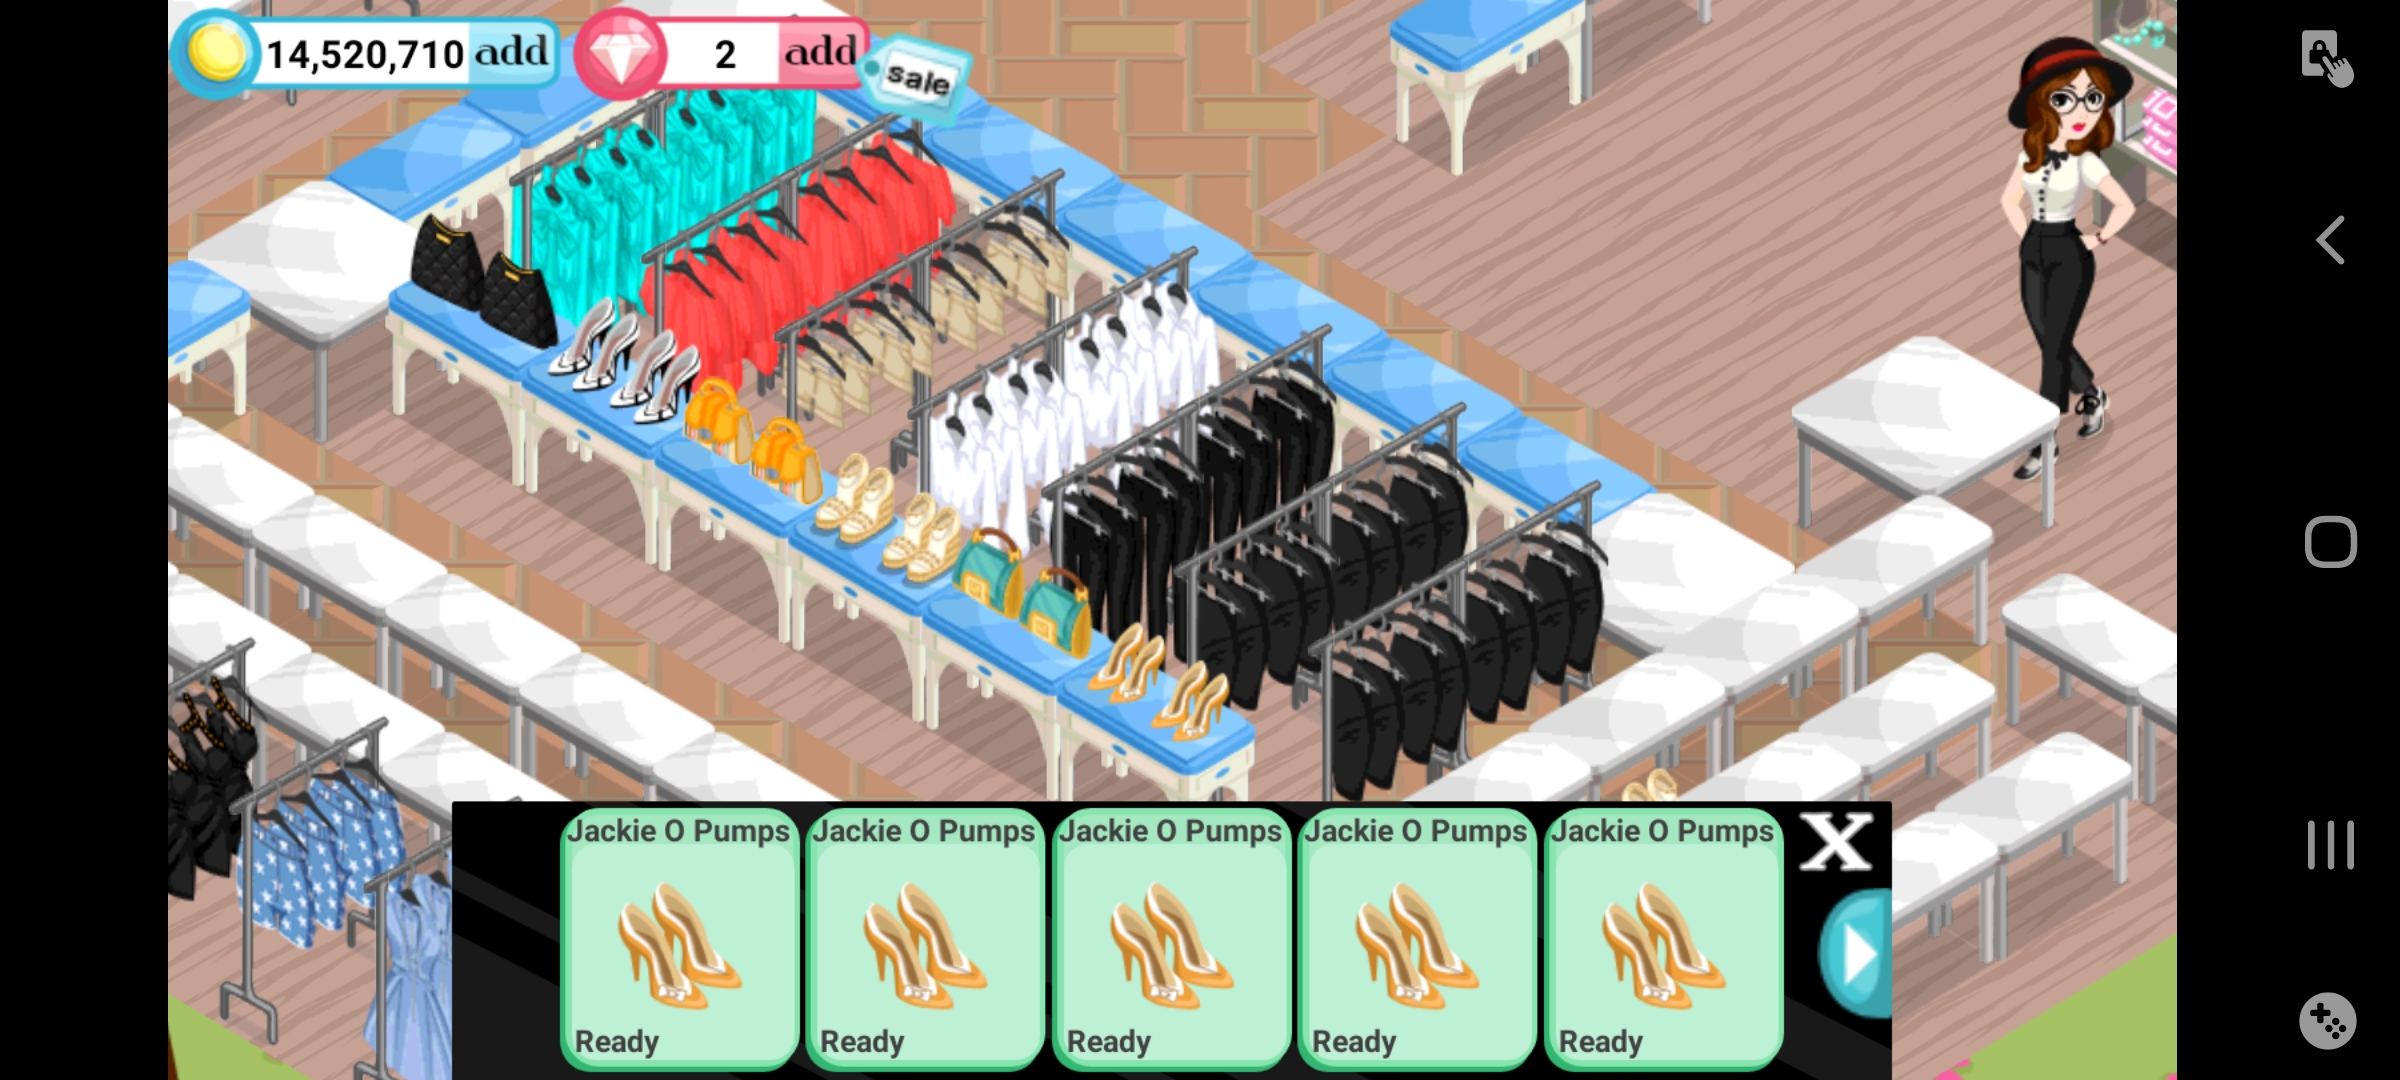 14,520,710 add 2 add
sale
Jackie O Pumps Jackie O Pumps Jackie O Pumps Jackie O Pumps Jackie O Pumps
X
Ready Ready Ready Ready Ready